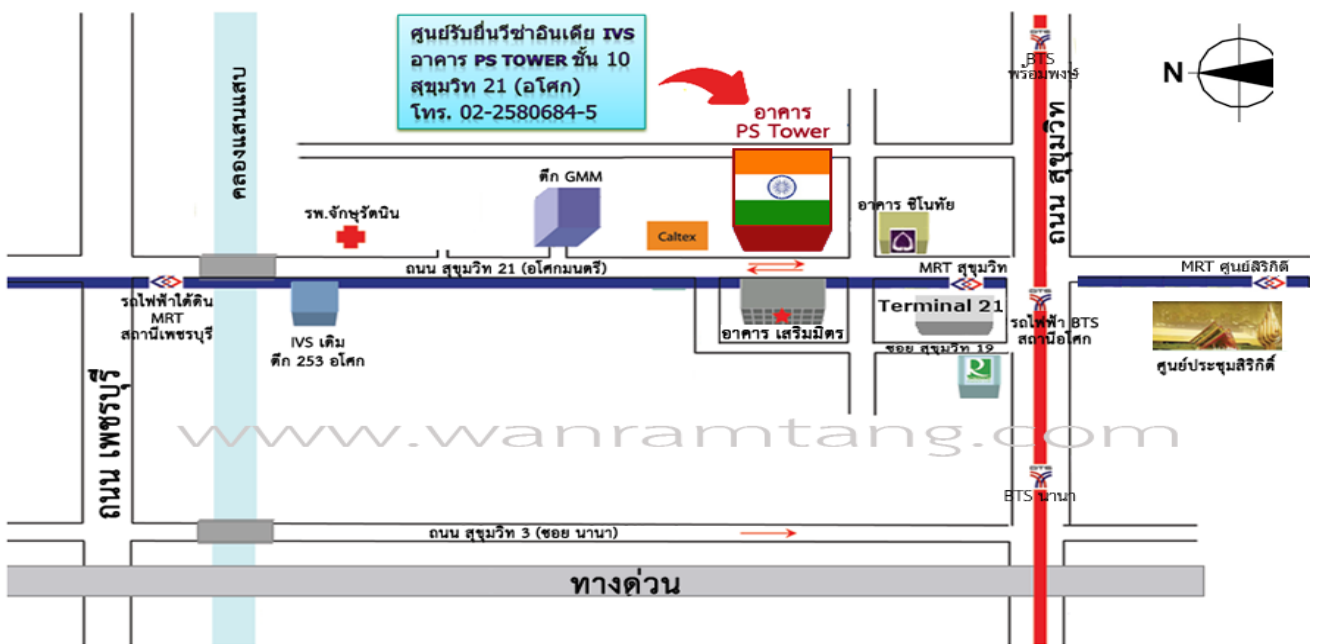 ศูนย์รับยื่นวีซ่าอินเดีย IVS
อาคาร PS TOWER ชั้น 10
สุขุมวิท 21 (อโศก)
โทร. 02-2580684-5
อาคาร
PS Tower
BTS
พร้อมพงษ์
N
คลองแสนแสบ
ถนน สุขุมวิท
ตึก GMM
รพ.จักษุรัตนิน
Caltex
อาคาร ชิโนทัย
ถนน สุขุมวิท 21 (อโศกมนตรี)
MRT สุขุมวิท
MRT ศูนย์สิริกิติ์
รถไฟฟ้าใต้ดิน
MRT
สถานีเพชรบุรี
IVS เดิม
ตึก 253 อโศก
อาคาร เสริมมิตร
Terminal 21
ซอย สุขุมวิท 19
รถไฟฟ้า BTS
สถานีอโศก
ศูนย์ประชุมสิริกิติ์
ถนน เพชรบุรี
www.wanramtang.com
BTS นานา
ถนน สุขุมวิท 3 (ซอย นานา)
ทางด่วน